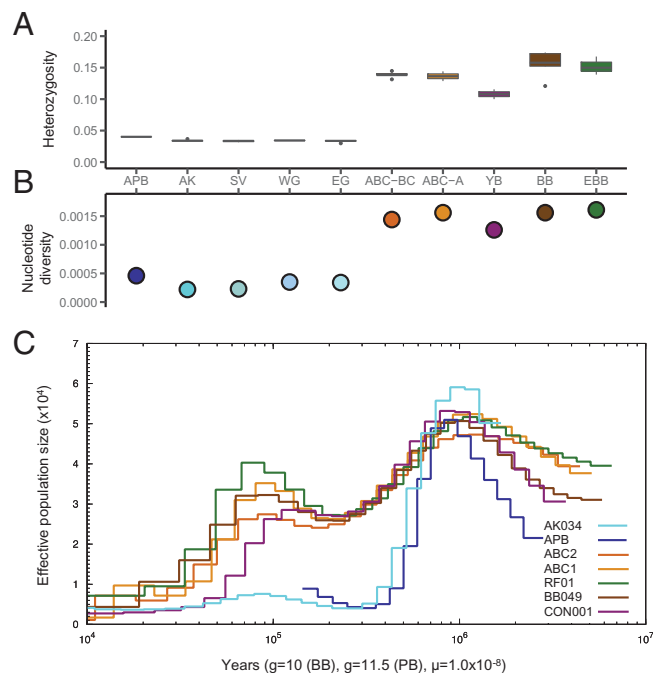 A
Heterozygosity
0.20
0.15
0.10
0.05
0.00
APB AK SV WG EG ABC−BC ABC−A YB BB EBB
B
Nucleotide
diversity
0.0015
0.0010
0.0005
0.0000
C
Effective population size (x10⁴)
7
6
5
4
3
2
1
0
10⁴ 10⁵ 10⁶ 10⁷
AK034
APB
ABC2
ABC1
RF01
BB049
CON001
Years (g=10 (BB), g=11.5 (PB), μ=1.0x10⁻⁸)